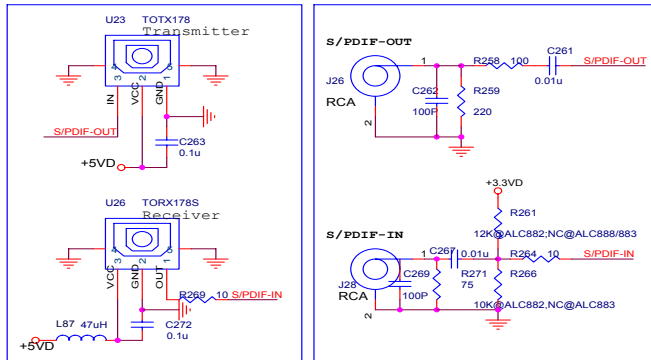 U23 TOTX178
Transmitter
4 5
3 2 1
IN VCC GND
S/PDIF-OUT
C263
0.1u
+5VD
U26 TORX178S
Receiver
4 5
3 2 1
VCC GND OUT
R269 10 S/PDIF-IN
L87 47uH
C272
0.1u
+5VD
S/PDIF-OUT
1
J26
RCA
2
R258 100
C261
0.01u
S/PDIF-OUT
C262
100P
R259
220
+3.3VD
R261
12K@ALC882;NC@ALC888/883
S/PDIF-IN
1
J28
RCA
2
C267 0.01u
R264 10 S/PDIF-IN
C269
100P
R271
75
R266
10K@ALC882,NC@ALC883